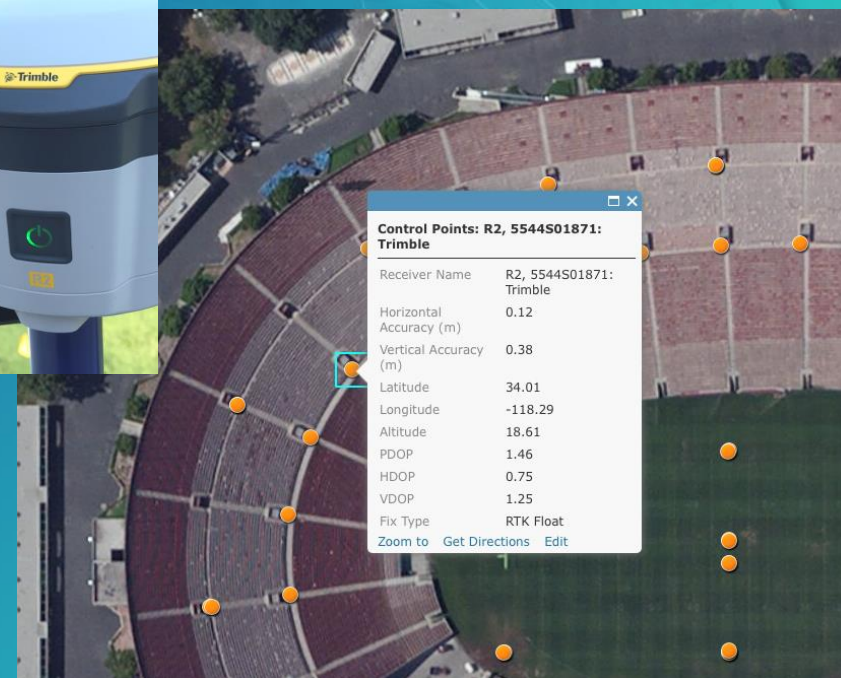 Trimble
R2
Control Points: R2, 5544S01871:
Trimble
Receiver Name R2, 5544S01871:
Trimble
Horizontal
Accuracy (m) 0.12
Vertical Accuracy
(m) 0.38
Latitude 34.01
Longitude -118.29
Altitude 18.61
PDOP 1.46
HDOP 0.75
VDOP 1.25
Fix Type RTK Float
Zoom to Get Directions Edit